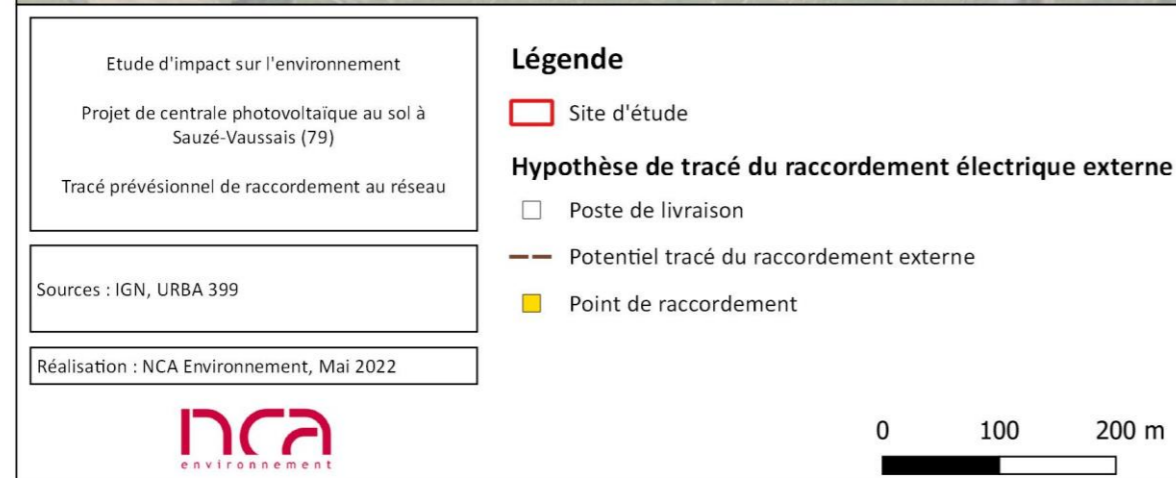 Etude d'impact sur l'environnement
Projet de centrale photovoltaïque au sol à
Sauzé-Vaussais (79)
Tracé prévésionnel de raccordement au réseau
Sources : IGN, URBA 399
Réalisation : NCA Environnement, Mai 2022
nca
environnement
Légende
Site d'étude
Hypothèse de tracé du raccordement électrique externe
Poste de livraison
Potentiel tracé du raccordement externe
Point de raccordement
0 100 200 m